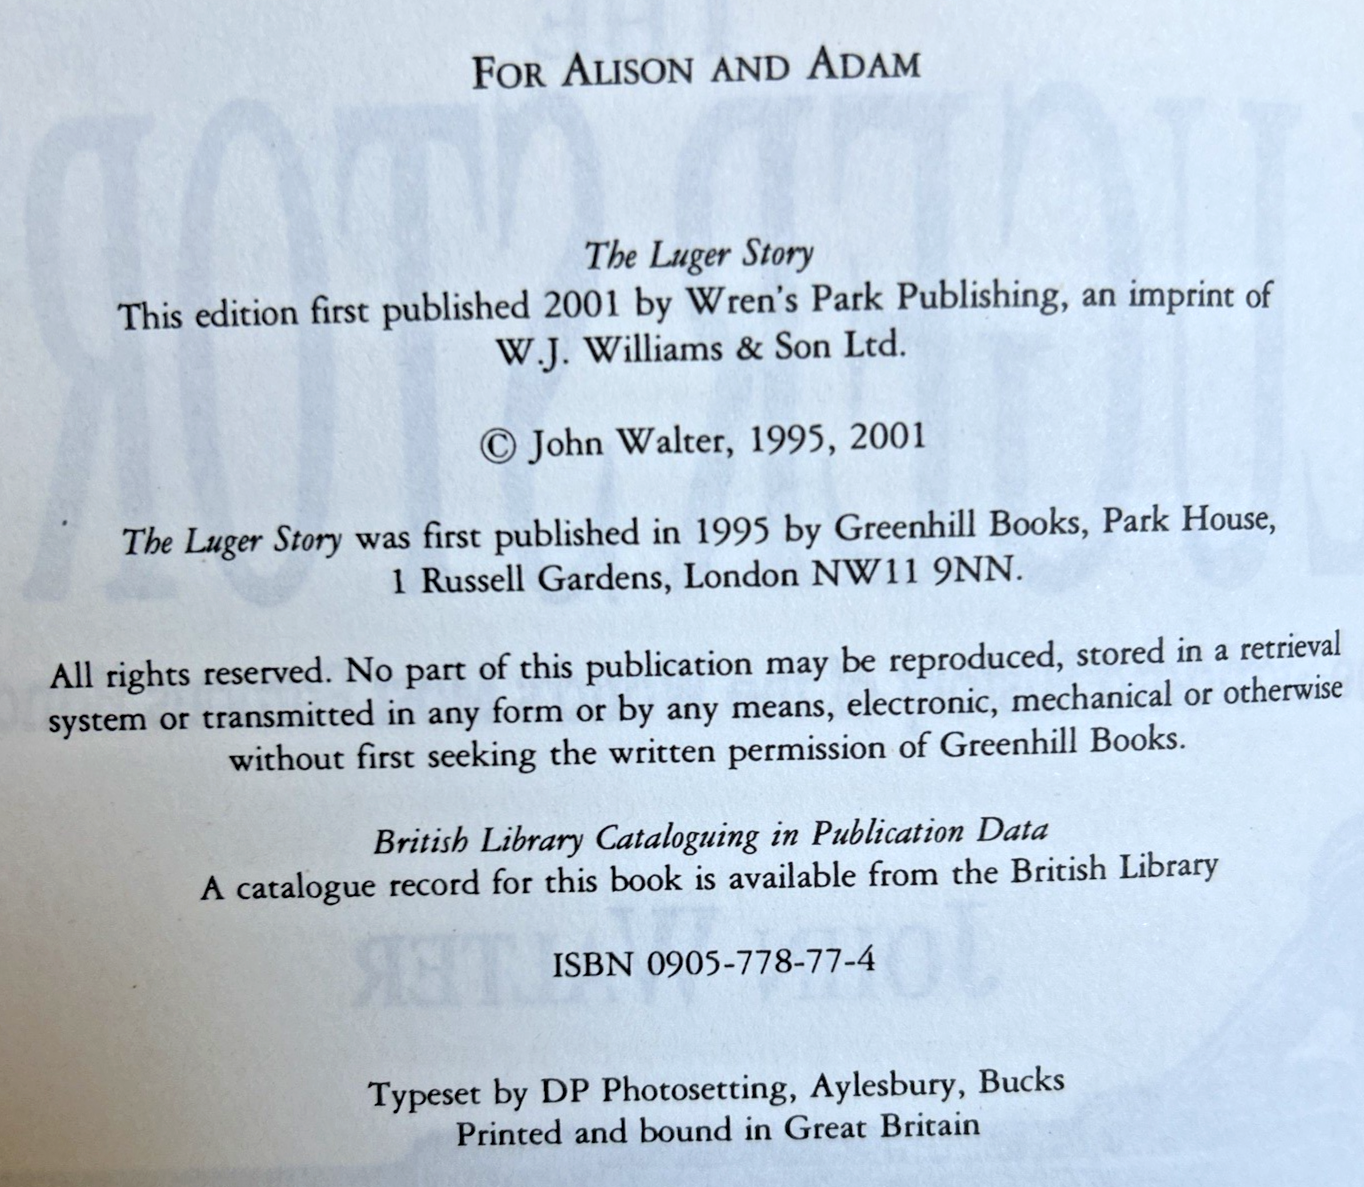 FOR ALISON AND ADAM
The Luger Story
This edition first published 2001 by Wren's Park Publishing, an imprint of
W.J. Williams & Son Ltd.
© John Walter, 1995, 2001
The Luger Story was first published in 1995 by Greenhill Books, Park House,
1 Russell Gardens, London NW11 9NN.
All rights reserved. No part of this publication may be reproduced, stored in a retrieval
system or transmitted in any form or by any means, electronic, mechanical or otherwise
without first seeking the written permission of Greenhill Books.
British Library Cataloguing in Publication Data
A catalogue record for this book is available from the British Library
ISBN 0905-778-77-4
Typeset by DP Photosetting, Aylesbury, Bucks
Printed and bound in Great Britain